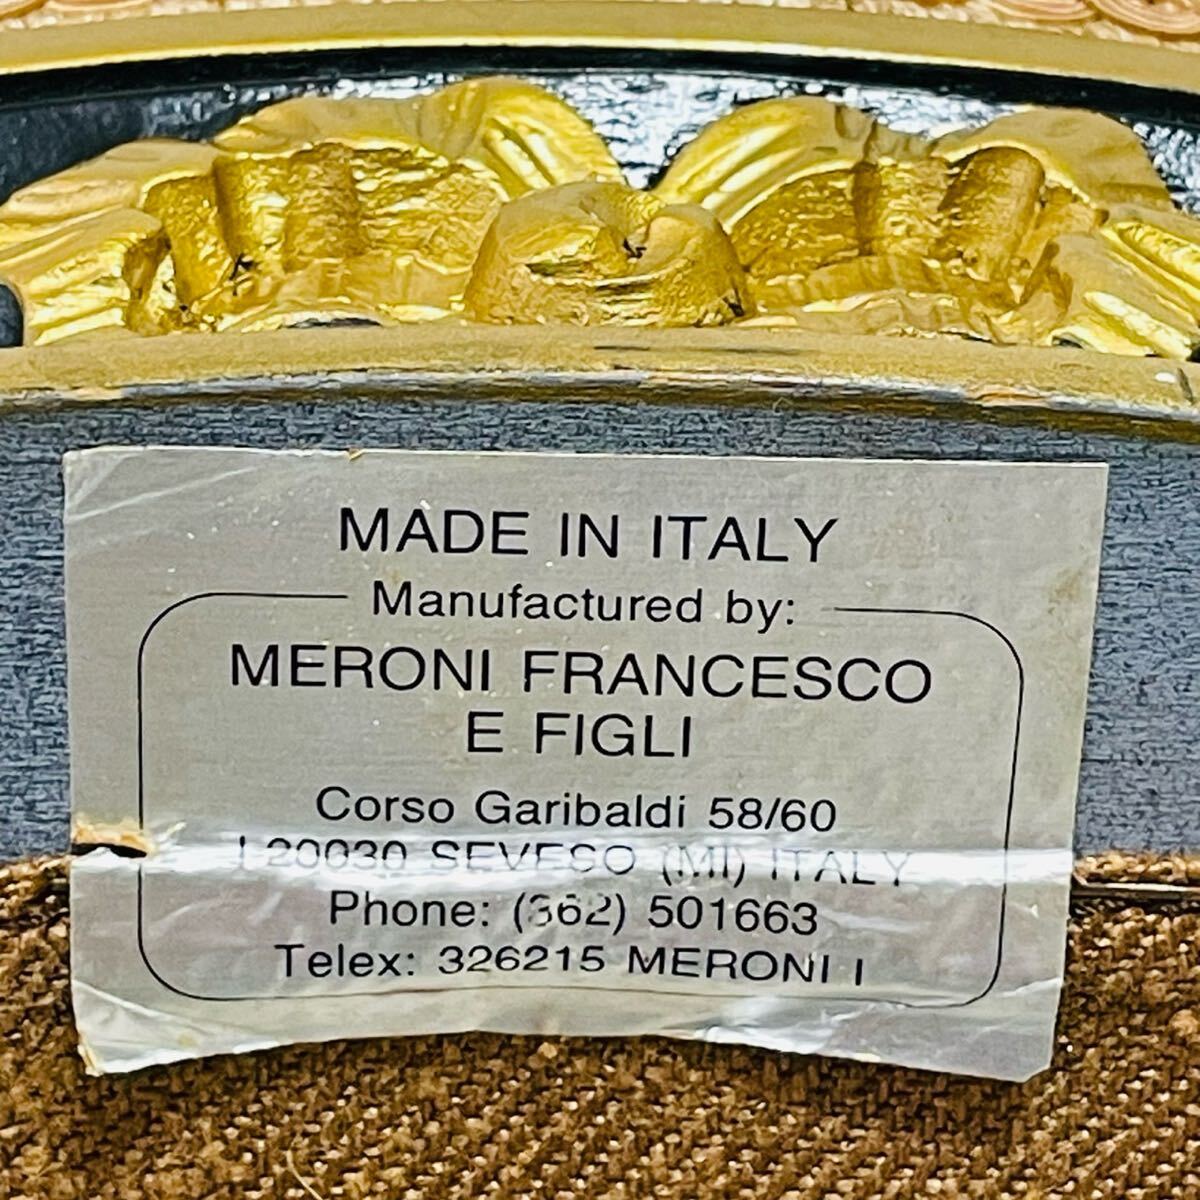 MADE IN ITALY
Manufactured by:
MERONI FRANCESCO
E FIGLI
Corso Garibaldi 58/60
I 20030 SEVESO (MI) ITALY
Phone: (362) 501663
Telex: 326215 MERONI I